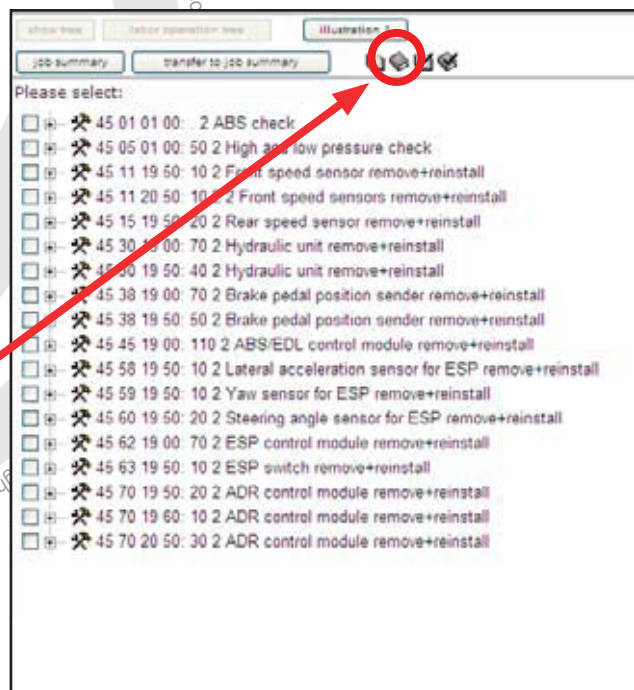 show tree labor operation tree illustration
job summary transfer to job summary
Please select:
45 01 01 00: . 2 ABS check
45 05 01 00: 50 2 High and low pressure check
45 11 19 50: 10 2 Front speed sensor remove+reinstall
45 11 20 50: 10 2 2 Front speed sensors remove+reinstall
45 15 19 50: 20 2 Rear speed sensor remove+reinstall
45 30 19 00: 70 2 Hydraulic unit remove+reinstall
45 30 19 50: 40 2 Hydraulic unit remove+reinstall
45 38 19 00: 70 2 Brake pedal position sender remove+reinstall
45 38 19 50: 50 2 Brake pedal position sender remove+reinstall
45 45 19 00: 110 2 ABS/EDL control module remove+reinstall
45 58 19 50: 10 2 Lateral acceleration sensor for ESP remove+reinstall
45 59 19 50: 10 2 Yaw sensor for ESP remove+reinstall
45 60 19 50: 20 2 Steering angle sensor for ESP remove+reinstall
45 62 19 00: 70 2 ESP control module remove+reinstall
45 63 19 50: 10 2 ESP switch remove+reinstall
45 70 19 50: 20 2 ADR control module remove+reinstall
45 70 19 60: 10 2 ADR control module remove+reinstall
45 70 20 50: 30 2 ADR control module remove+reinstall